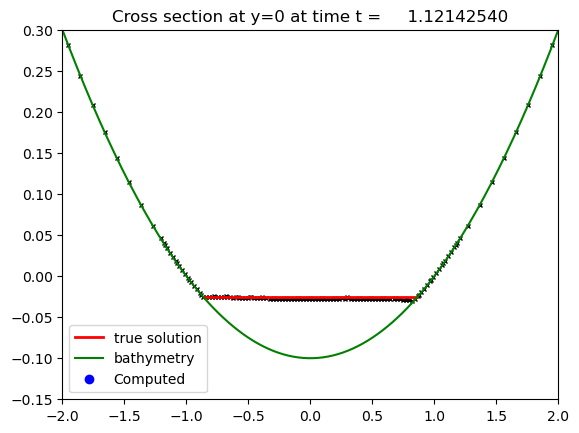 Cross section at y=0 at time t =     1.12142540
0.30
0.25
0.20
0.15
0.10
0.05
0.00
−0.05
−0.10
−0.15
true solution
bathymetry
Computed
−2.0 −1.5 −1.0 −0.5 0.0 0.5 1.0 1.5 2.0